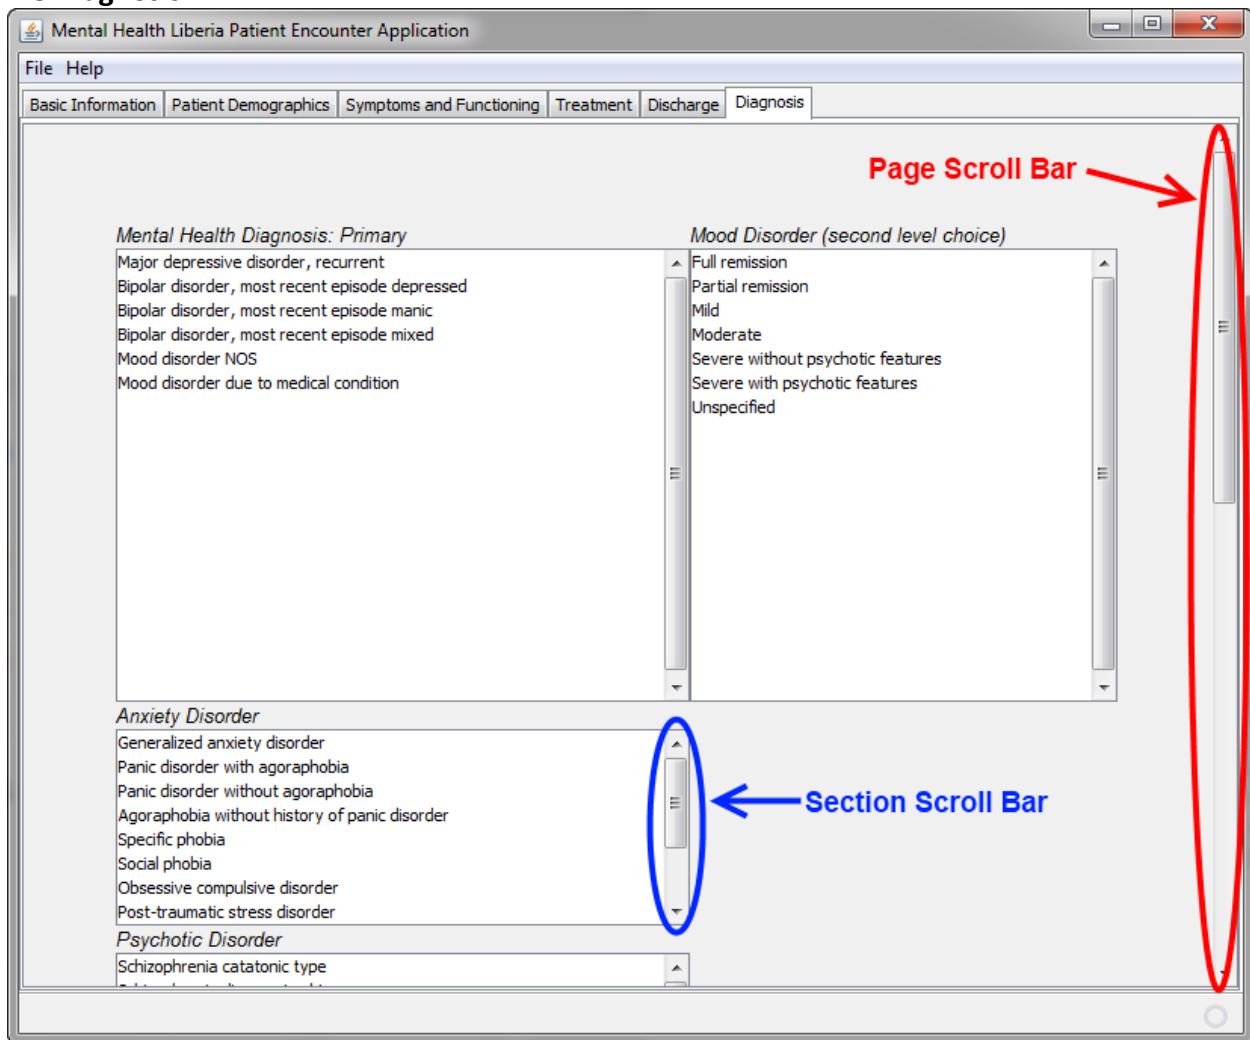 Mental Health Liberia Patient Encounter Application
File Help
Basic Information Patient Demographics Symptoms and Functioning Treatment Discharge Diagnosis
Page Scroll Bar
Mental Health Diagnosis: Primary
Major depressive disorder, recurrent
Bipolar disorder, most recent episode depressed
Bipolar disorder, most recent episode manic
Bipolar disorder, most recent episode mixed
Mood disorder NOS
Mood disorder due to medical condition
Mood Disorder (second level choice)
Full remission
Partial remission
Mild
Moderate
Severe without psychotic features
Severe with psychotic features
Unspecified
Anxiety Disorder
Generalized anxiety disorder
Panic disorder with agoraphobia
Panic disorder without agoraphobia
Agoraphobia without history of panic disorder
Specific phobia
Social phobia
Obsessive compulsive disorder
Post-traumatic stress disorder
Section Scroll Bar
Psychotic Disorder
Schizophrenia catatonic type